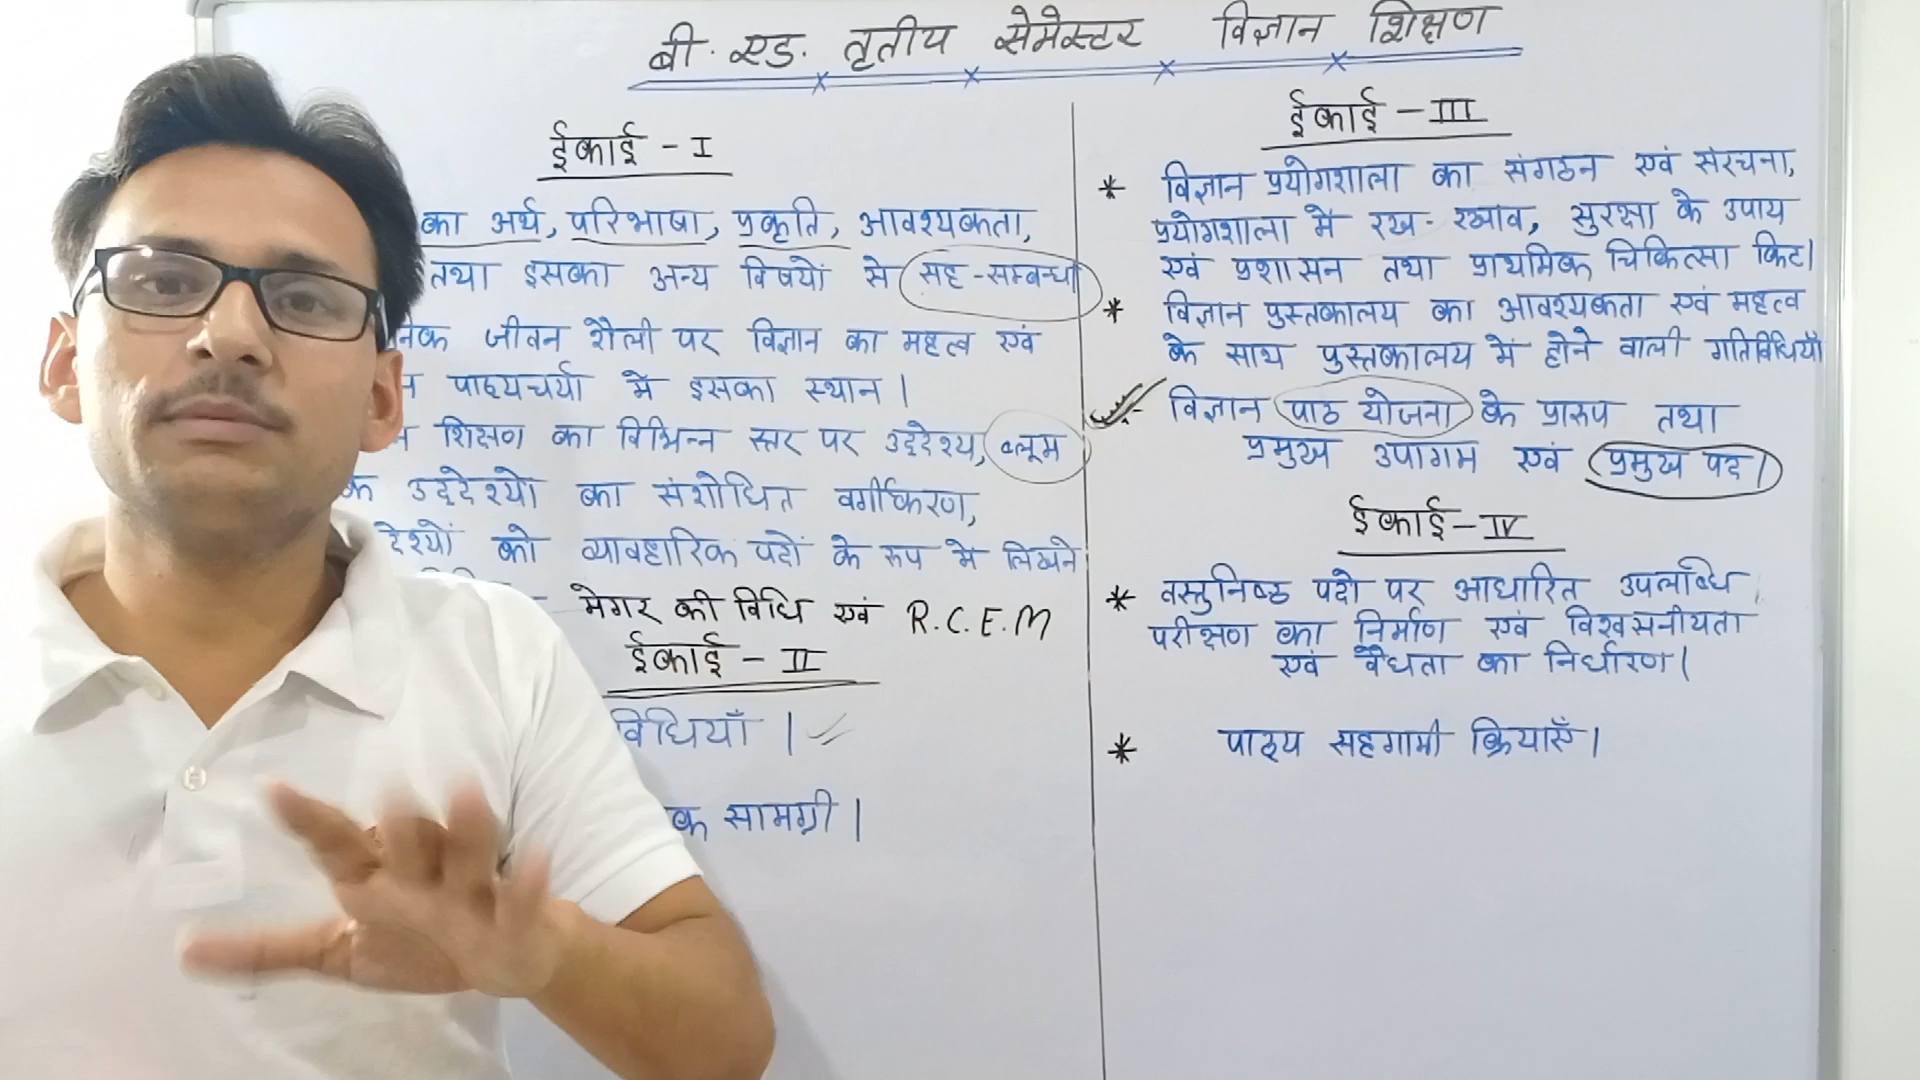 बी. एड. तृतीय सेमेस्टर विज्ञान शिक्षण
ईकाई - I
का अर्थ, परिभाषा, प्रकृति, आवश्यकता,
तथा इसका अन्य विषयों से सह-सम्बन्ध
जीवन शैली पर विज्ञान का महत्व एवं
पाठ्यचर्या में इसका स्थान।
शिक्षण का विभिन्न स्तर पर उद्देश्य, ब्लूम
के उद्देश्यो का संशोधित वर्गीकरण,
को व्यावहारिक पदों के रूप मे लिखने
मेगर की विधि एवं R.C.E.M
ईकाई - II
विधियाँ।
सामग्री।
ईकाई - III
* विज्ञान प्रयोगशाला का संगठन एवं संरचना,
प्रयोगशाला में रख-रखाव, सुरक्षा के उपाय
एवं प्रशासन तथा प्राथमिक चिकित्सा किट।
* विज्ञान पुस्तकालय का आवश्यकता एवं महत्व
के साथ पुस्तकालय में होने वाली गतिविधियाँ
विज्ञान पाठ योजना के प्रारूप तथा
प्रमुख उपागम एवं प्रमुख पद।
ईकाई - IV
* वस्तुनिष्ठ पदो पर आधारित उपलब्धि
परीक्षण का निर्माण एवं विश्वसनीयता
एवं वैधता का निर्धारण।
* पाठ्य सहगामी क्रियाएँ।